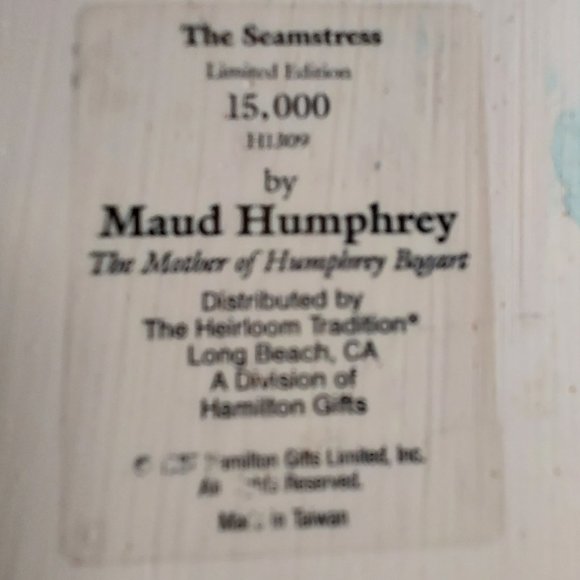 The Seamstress
Limited Edition
15,000
H1309
by
Maud Humphrey
The Mother of Humphrey Bogart
Distributed by
The Heirloom Tradition®
Long Beach, CA
A Division of
Hamilton Gifts
© Hamilton Gifts Limited, Inc.
Reserved.
in Taiwan